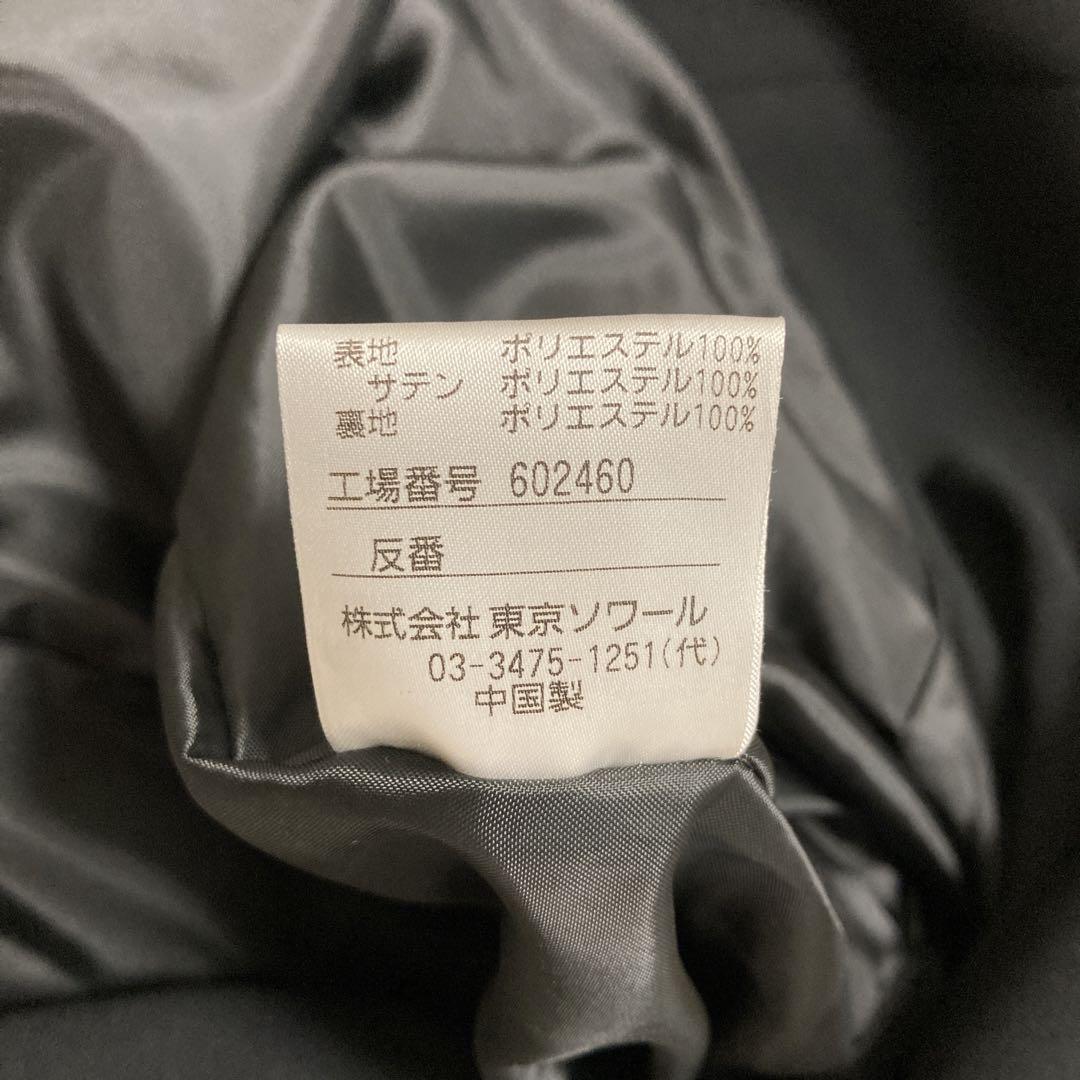 表地 ポリエステル100%
サテン ポリエステル100%
裏地 ポリエステル100%
工場番号 602460
反番
株式会社 東京ソワール
03-3475-1251(代)
中国製